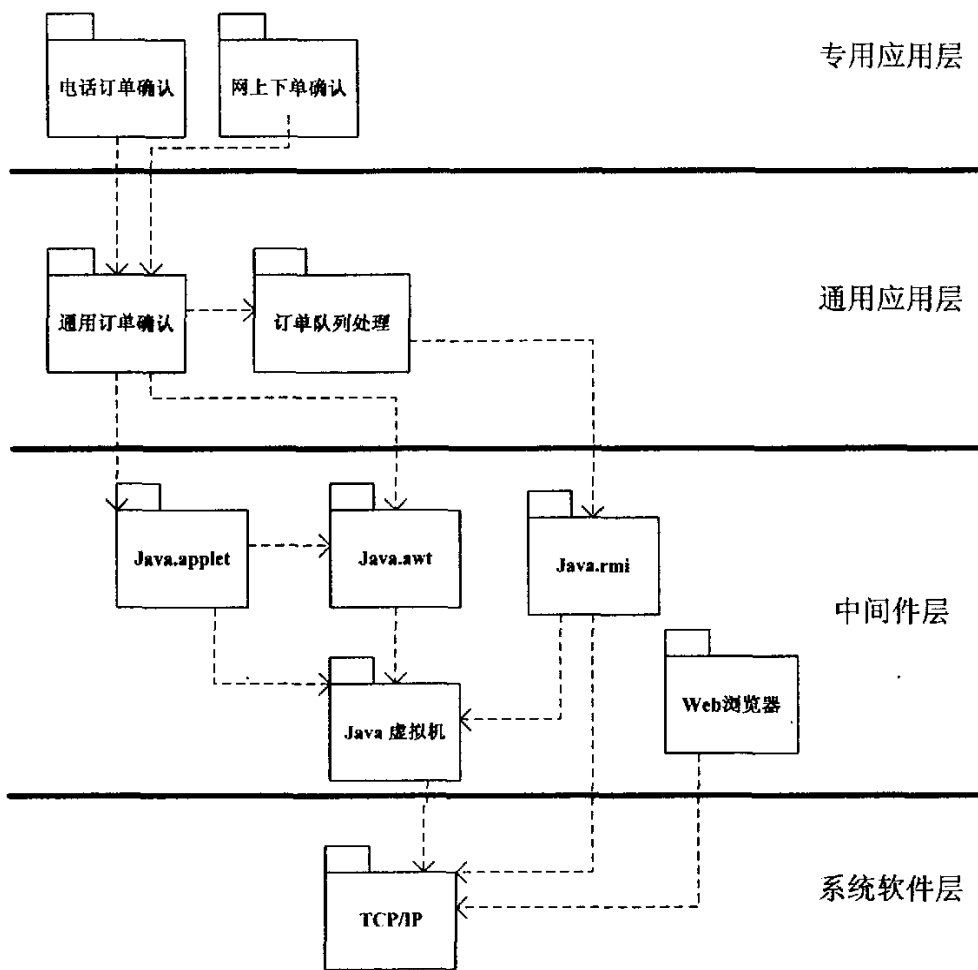 电话订单确认
网上下单确认
专用应用层
通用订单确认
订单队列处理
通用应用层
Java.applet
Java.awt
Java.rmi
中间件层
Web浏览器
Java 虚拟机
TCP/IP
系统软件层